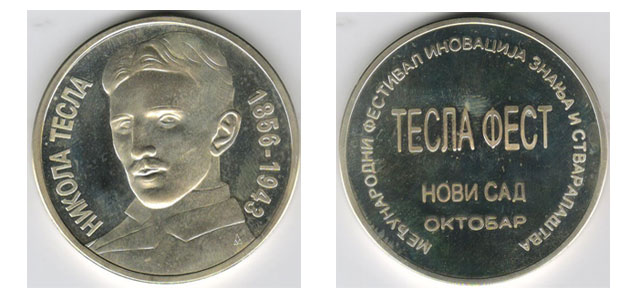 НИКОЛА ТЕСЛА
1856-1943
МЕЂУНАРОДНИ ФЕСТИВАЛ ИНОВАЦИЈА ЗНАЊА И СТВАРАЛАШТВА
ТЕСЛА ФЕСТ
НОВИ САД
ОКТОБАР